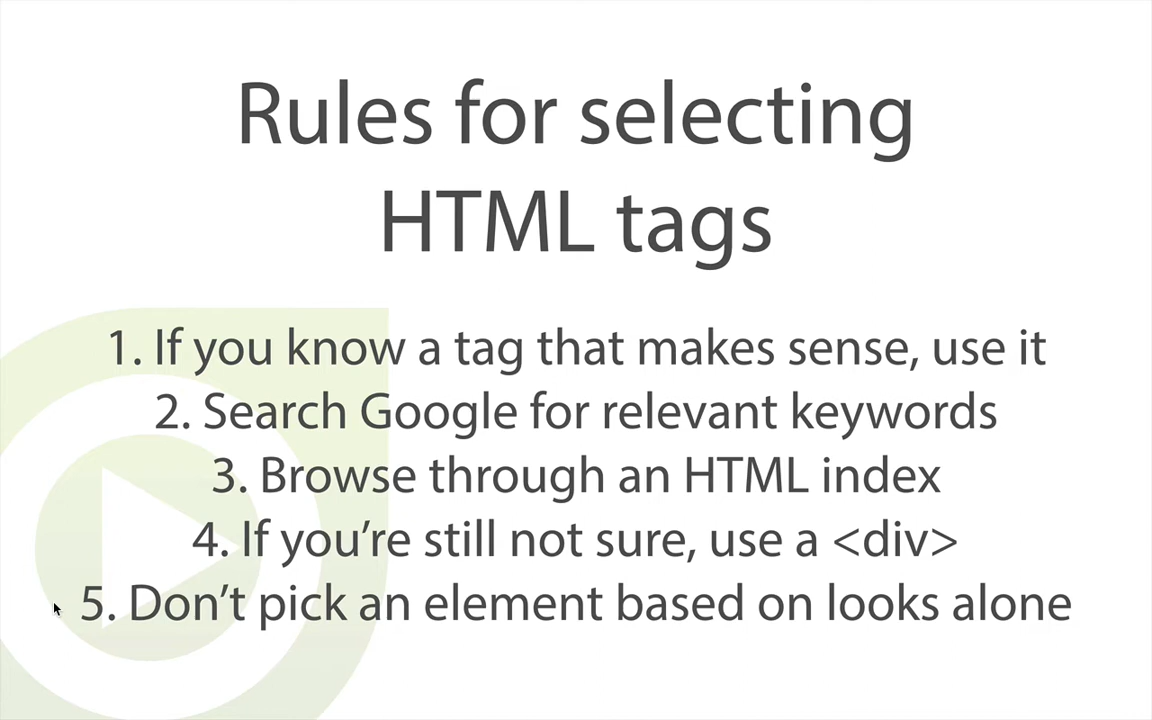 Rules for selecting
HTML tags
1. If you know a tag that makes sense, use it
2. Search Google for relevant keywords
3. Browse through an HTML index
4. If you’re still not sure, use a <div>
5. Don’t pick an element based on looks alone